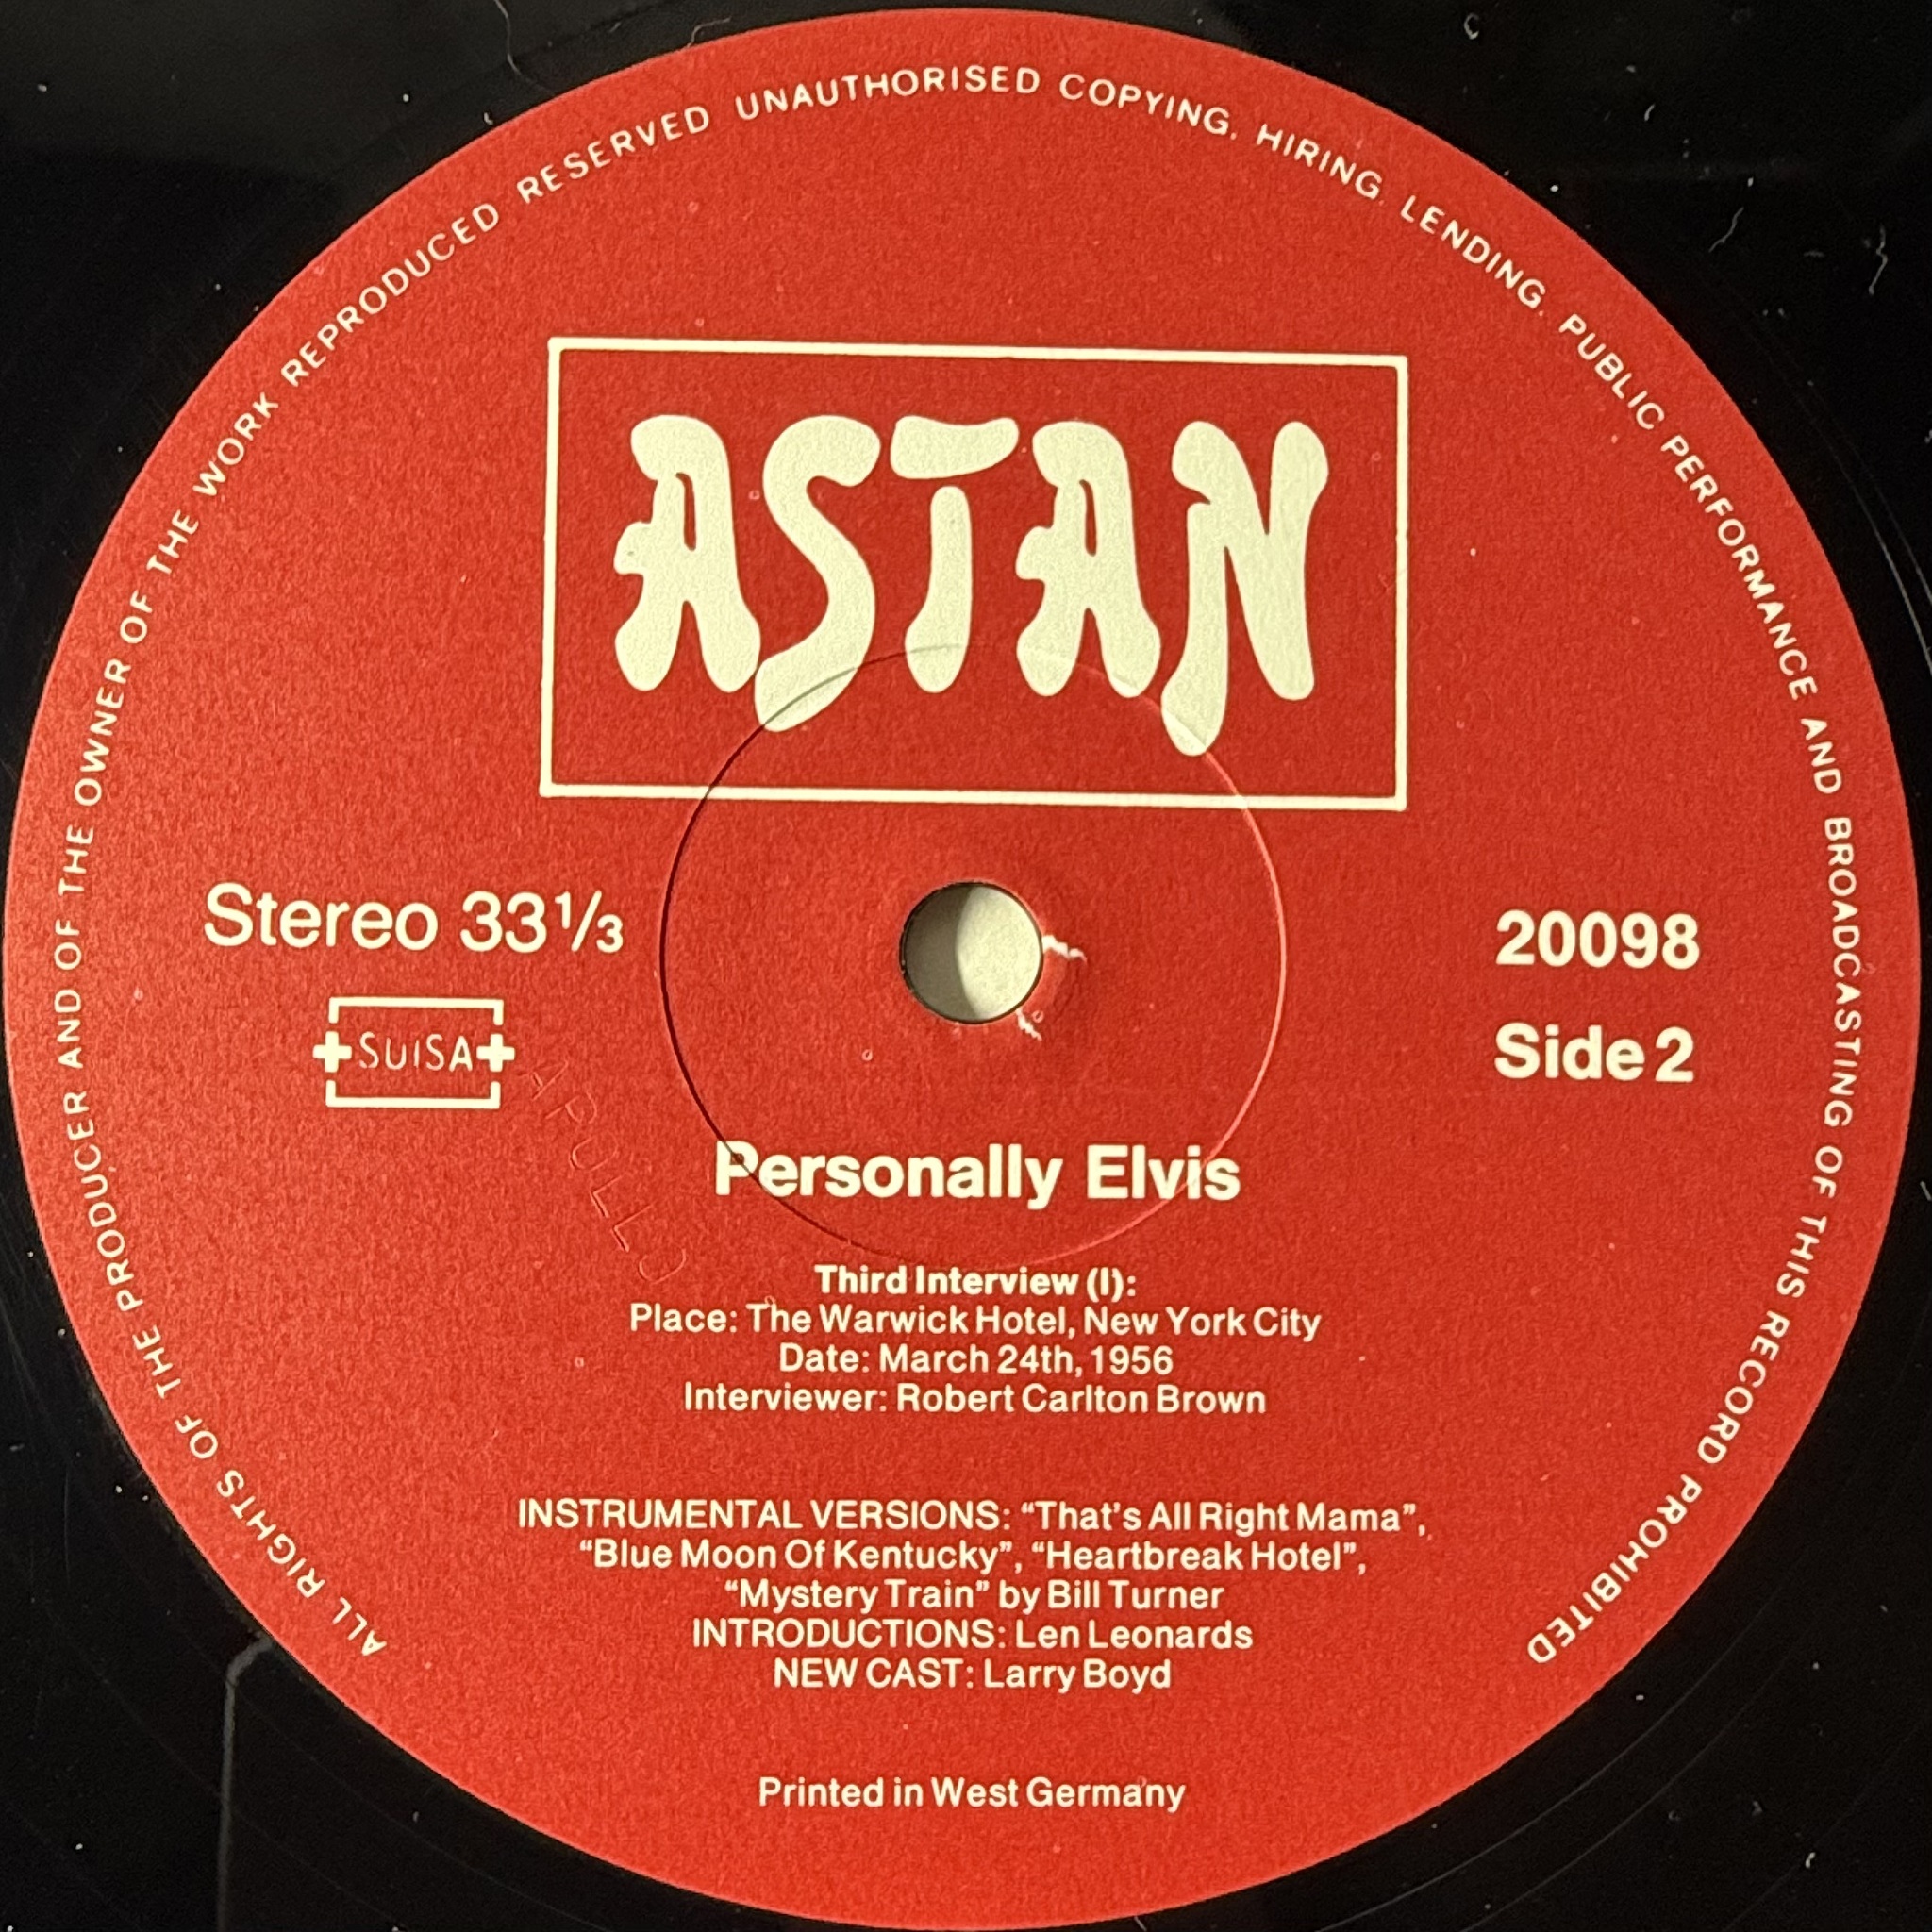 ALL RIGHTS OF THE PRODUCER AND OF THE OWNER OF THE WORK REPRODUCED RESERVED UNAUTHORISED COPYING. HIRING. LENDING. PUBLIC PERFORMANCE AND BROADCASTING OF THIS RECORD PROHIBITED
ASTAN
Stereo 33⅓
20098
SUISA
Side 2
APOLLO
Personally Elvis
Third Interview (I):
Place: The Warwick Hotel, New York City
Date: March 24th, 1956
Interviewer: Robert Carlton Brown
INSTRUMENTAL VERSIONS: “That’s All Right Mama”,
“Blue Moon Of Kentucky”, “Heartbreak Hotel”,
“Mystery Train” by Bill Turner
INTRODUCTIONS: Len Leonards
NEW CAST: Larry Boyd
Printed in West Germany